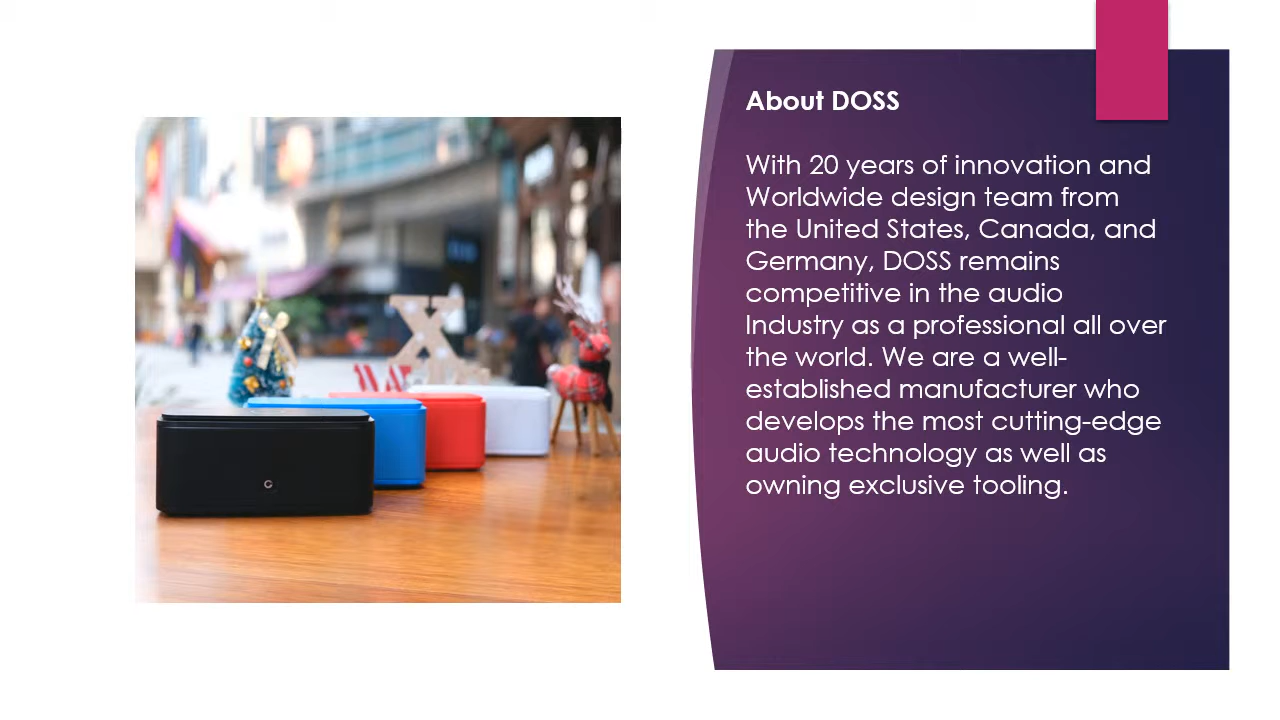 About DOSS
With 20 years of innovation and
Worldwide design team from
the United States, Canada, and
Germany, DOSS remains
competitive in the audio
Industry as a professional all over
the world. We are a well-
established manufacturer who
develops the most cutting-edge
audio technology as well as
owning exclusive tooling.
X